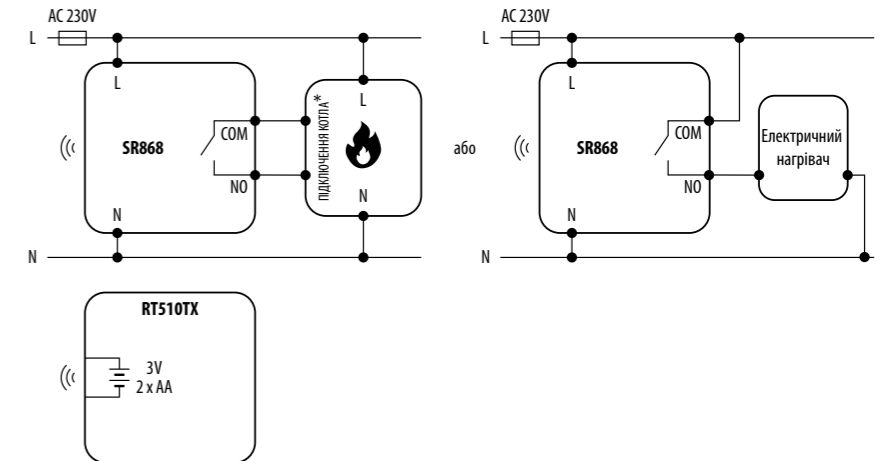 AC 230V
L
L
SR868
COM
NO
N
N
ПІДКЛЮЧЕННЯ КОТЛА*
L
N
або
AC 230V
L
L
SR868
COM
NO
N
N
Електричний
нагрівач
RT510TX
3V
2 x AA